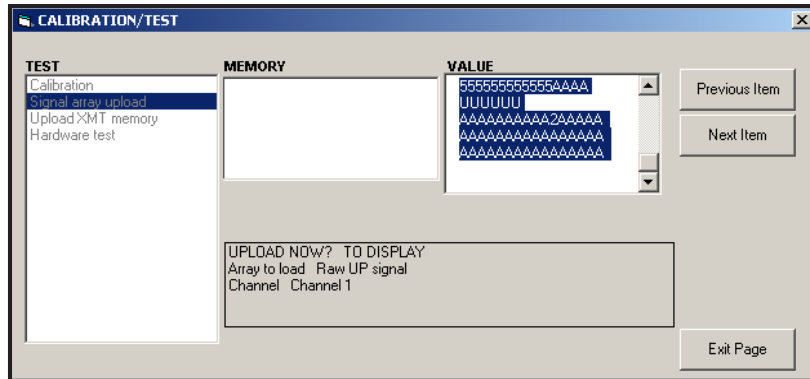 CALIBRATION/TEST
TEST
Calibration
Signal array upload
Upload XMT memory
Hardware test
MEMORY
VALUE
555555555555AAAA
UUUUUU
AAAAAAAAAA2AAAAA
AAAAAAAAAAAAAAAA
AAAAAAAAAAAAAAAA
Previous Item
Next Item
UPLOAD NOW? TO DISPLAY
Array to load Raw UP signal
Channel Channel 1
Exit Page